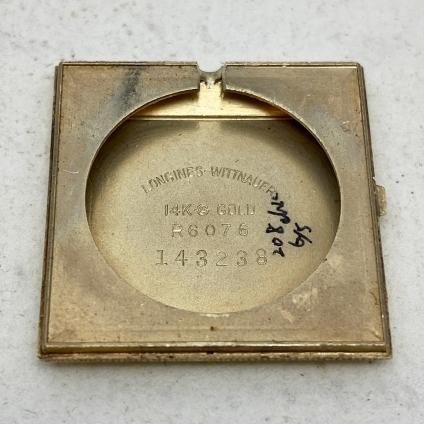 LONGINES-WITTNAUER
14K-G GOLD
R6076
143238